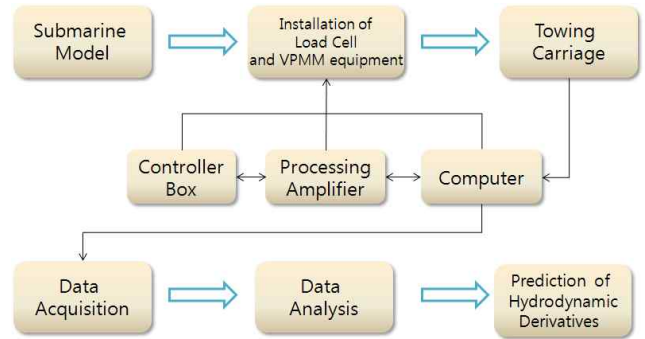 Submarine
Model
Installation of
Load Cell
and VPMM equipment
Towing
Carriage
Controller
Box
Processing
Amplifier
Computer
Data
Acquisition
Data
Analysis
Prediction of
Hydrodynamic
Derivatives